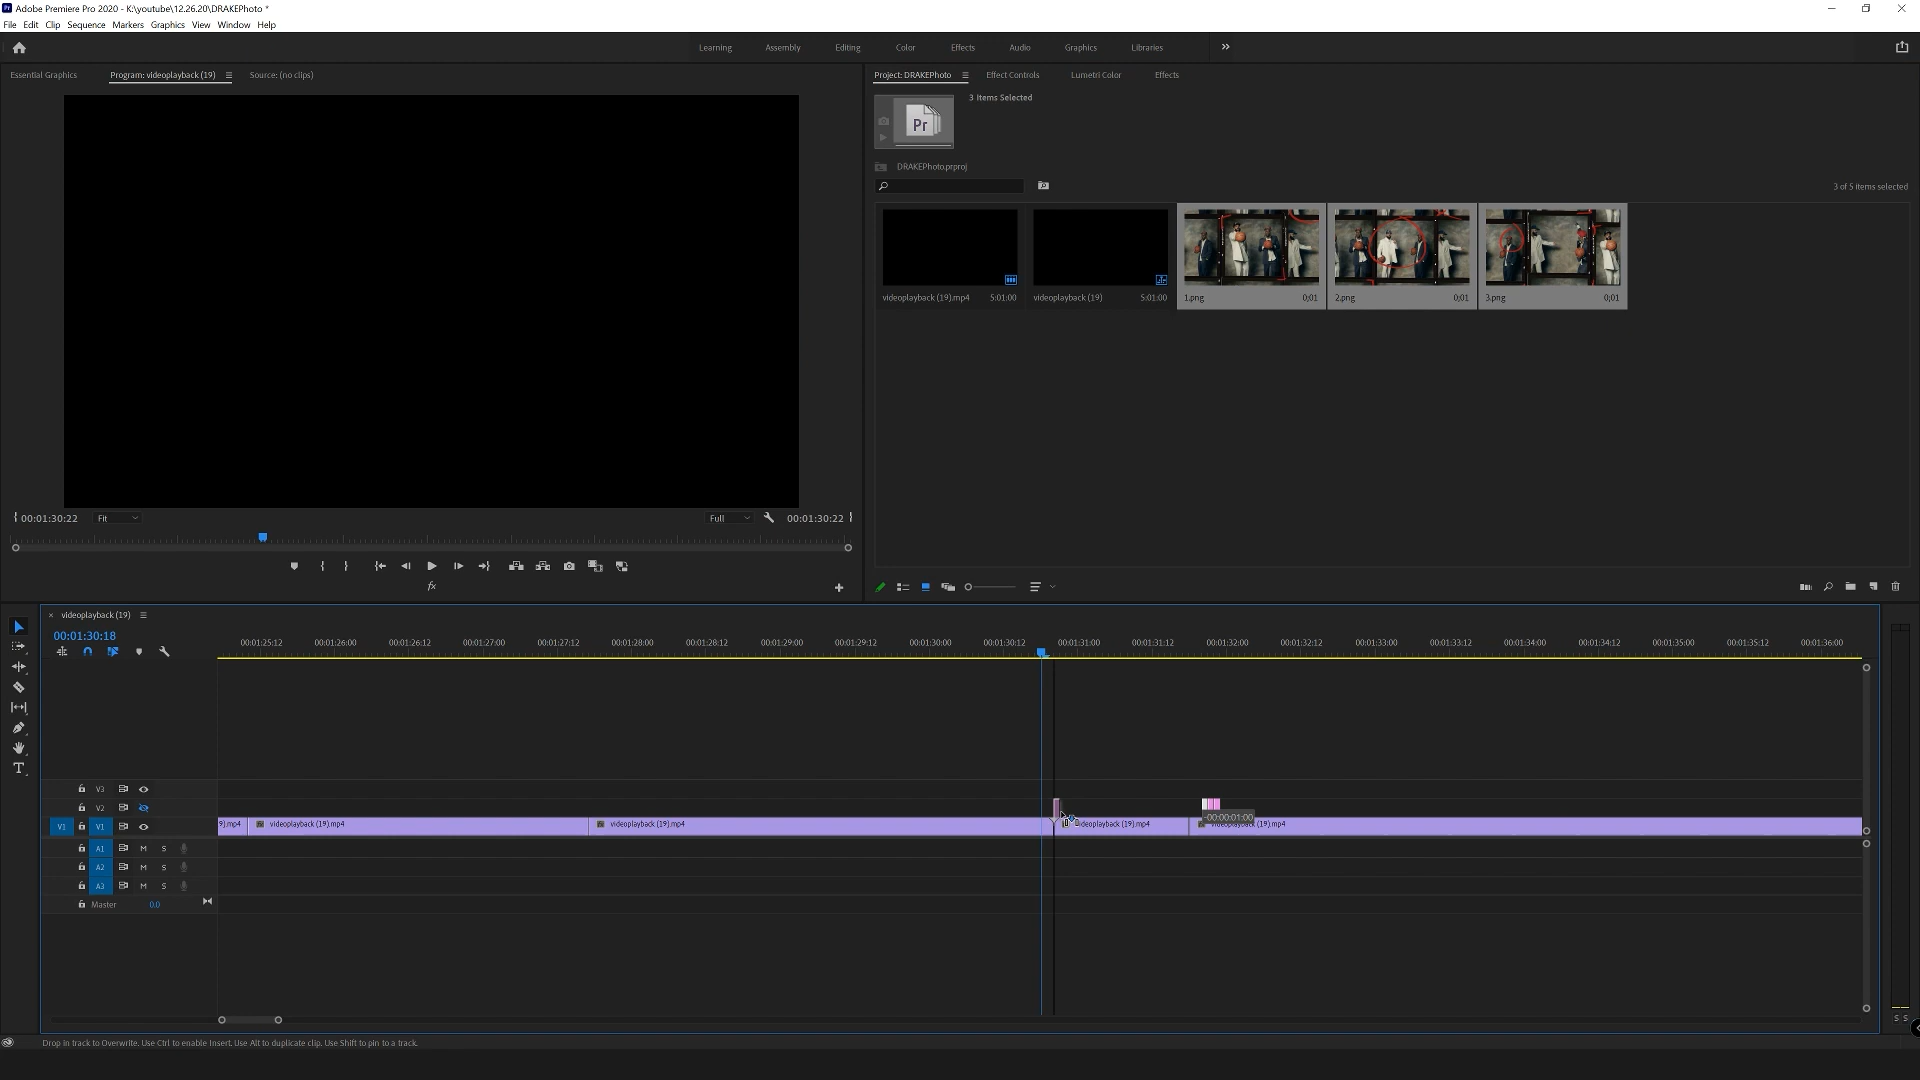 Adobe Premiere Pro 2020 - K:\youtube\12.26.20\DRAKEPhoto *
File Edit Clip Sequence Markers Graphics View Window Help
Learning Assembly Editing Color Effects Audio Graphics Libraries
Essential Graphics Program: videoplayback (19) Source: (no clips)
Project: DRAKEPhoto Effect Controls Lumetri Color Effects
3 Items Selected
Pr
DRAKEPhoto.prproj
3 of 5 items selected
videoplayback (19).mp4 5:01:00 videoplayback (19) 5:01:00 1.png 0;01 2.png 0;01 3.png 0;01
00:01:30:22 Fit Full 00:01:30:22
fx
videoplayback (19)
00:01:30:18
00:01:25:12 00:01:26:00 00:01:26:12 00:01:27:00 00:01:27:12 00:01:28:00 00:01:28:12 00:01:29:00 00:01:29:12 00:01:30:00 00:01:30:12 00:01:31:00 00:01:31:12 00:01:32:00 00:01:32:12 00:01:33:00 00:01:33:12 00:01:34:00 00:01:34:12 00:01:35:00 00:01:35:12 00:01:36:00
V3
V2
-00:00:01:00
V1 V1 9).mp4 videoplayback (19).mp4 videoplayback (19).mp4 videoplayback (19).mp4 videoplayback (19).mp4
A1 M S
A2 M S
A3 M S
Master 0.0
S S
Drop in track to Overwrite. Use Ctrl to enable Insert. Use Alt to duplicate clip. Use Shift to pin to a track.